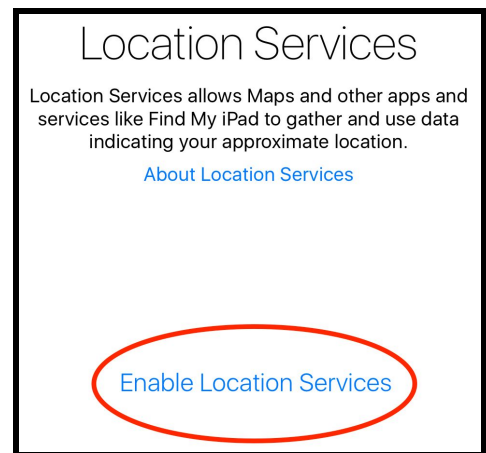 Location Services
Location Services allows Maps and other apps and
services like Find My iPad to gather and use data
indicating your approximate location.
About Location Services
Enable Location Services